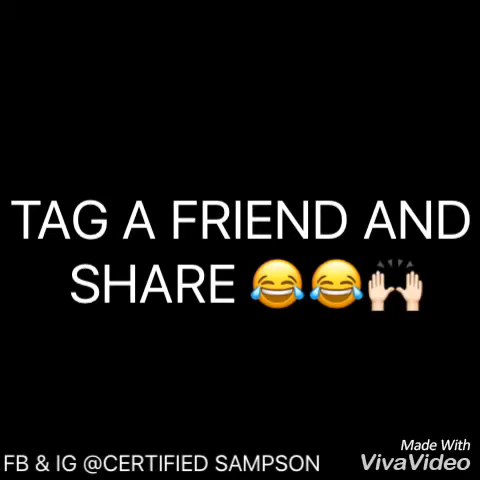 TAG A FRIEND AND
SHARE 😂😂🙌🏻
Made With
FB & IG @CERTIFIED SAMPSON
VivaVideo